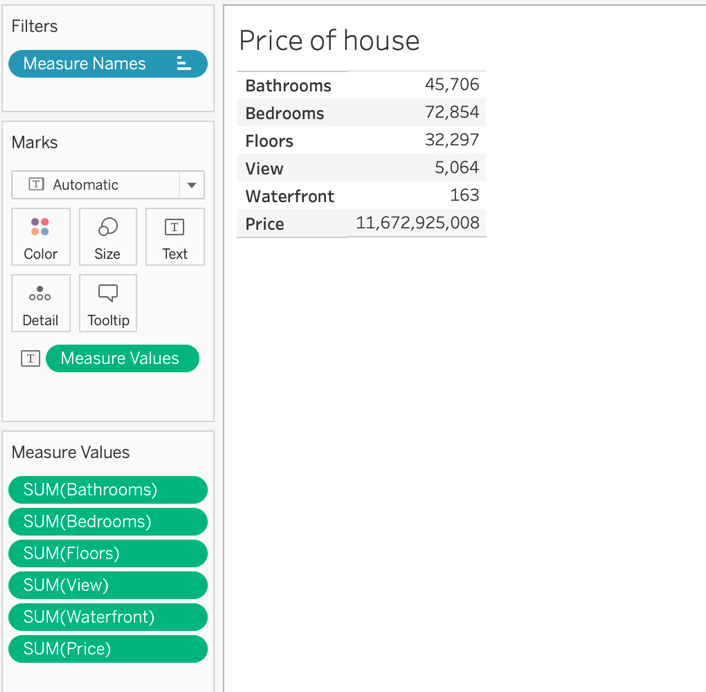 Filters
Measure Names
Marks
T Automatic
Color Size T Text
Detail Tooltip
T Measure Values
Measure Values
SUM(Bathrooms)
SUM(Bedrooms)
SUM(Floors)
SUM(View)
SUM(Waterfront)
SUM(Price)
Price of house
Bathrooms 45,706
Bedrooms 72,854
Floors 32,297
View 5,064
Waterfront 163
Price 11,672,925,008